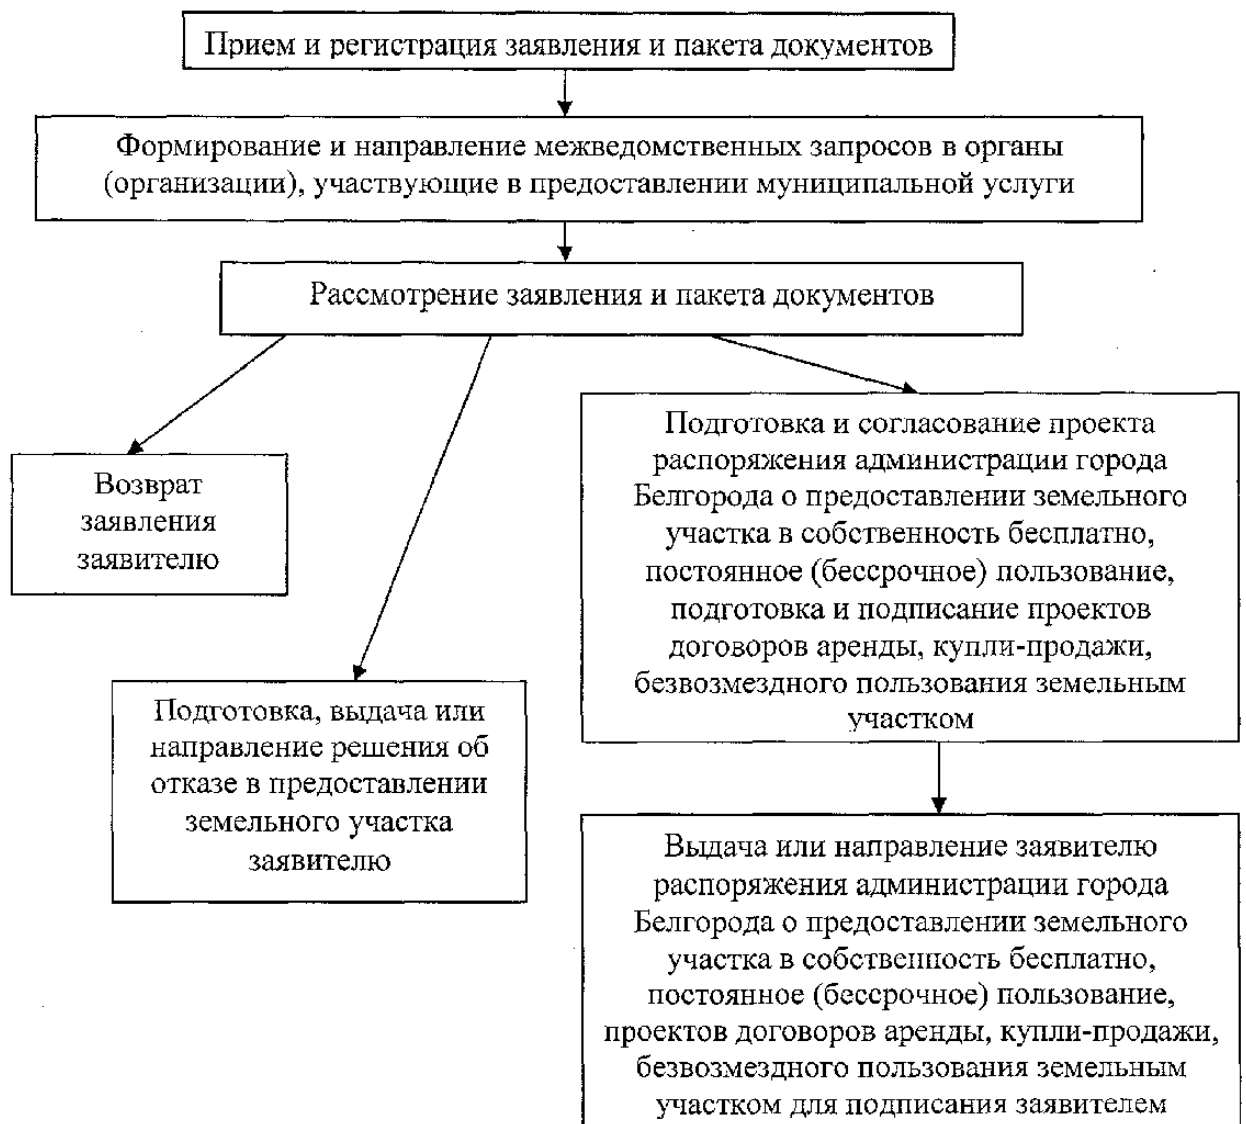 Прием и регистрация заявления и пакета документов
Формирование и направление межведомственных запросов в органы
(организации), участвующие в предоставлении муниципальной услуги
Рассмотрение заявления и пакета документов
Возврат
заявления
заявителю
Подготовка, выдача или
направление решения об
отказе в предоставлении
земельного участка
заявителю
Подготовка и согласование проекта
распоряжения администрации города
Белгорода о предоставлении земельного
участка в собственность бесплатно,
постоянное (бессрочное) пользование,
подготовка и подписание проектов
договоров аренды, купли-продажи,
безвозмездного пользования земельным
участком
Выдача или направление заявителю
распоряжения администрации города
Белгорода о предоставлении земельного
участка в собственность бесплатно,
постоянное (бессрочное) пользование,
проектов договоров аренды, купли-продажи,
безвозмездного пользования земельным
участком для подписания заявителем